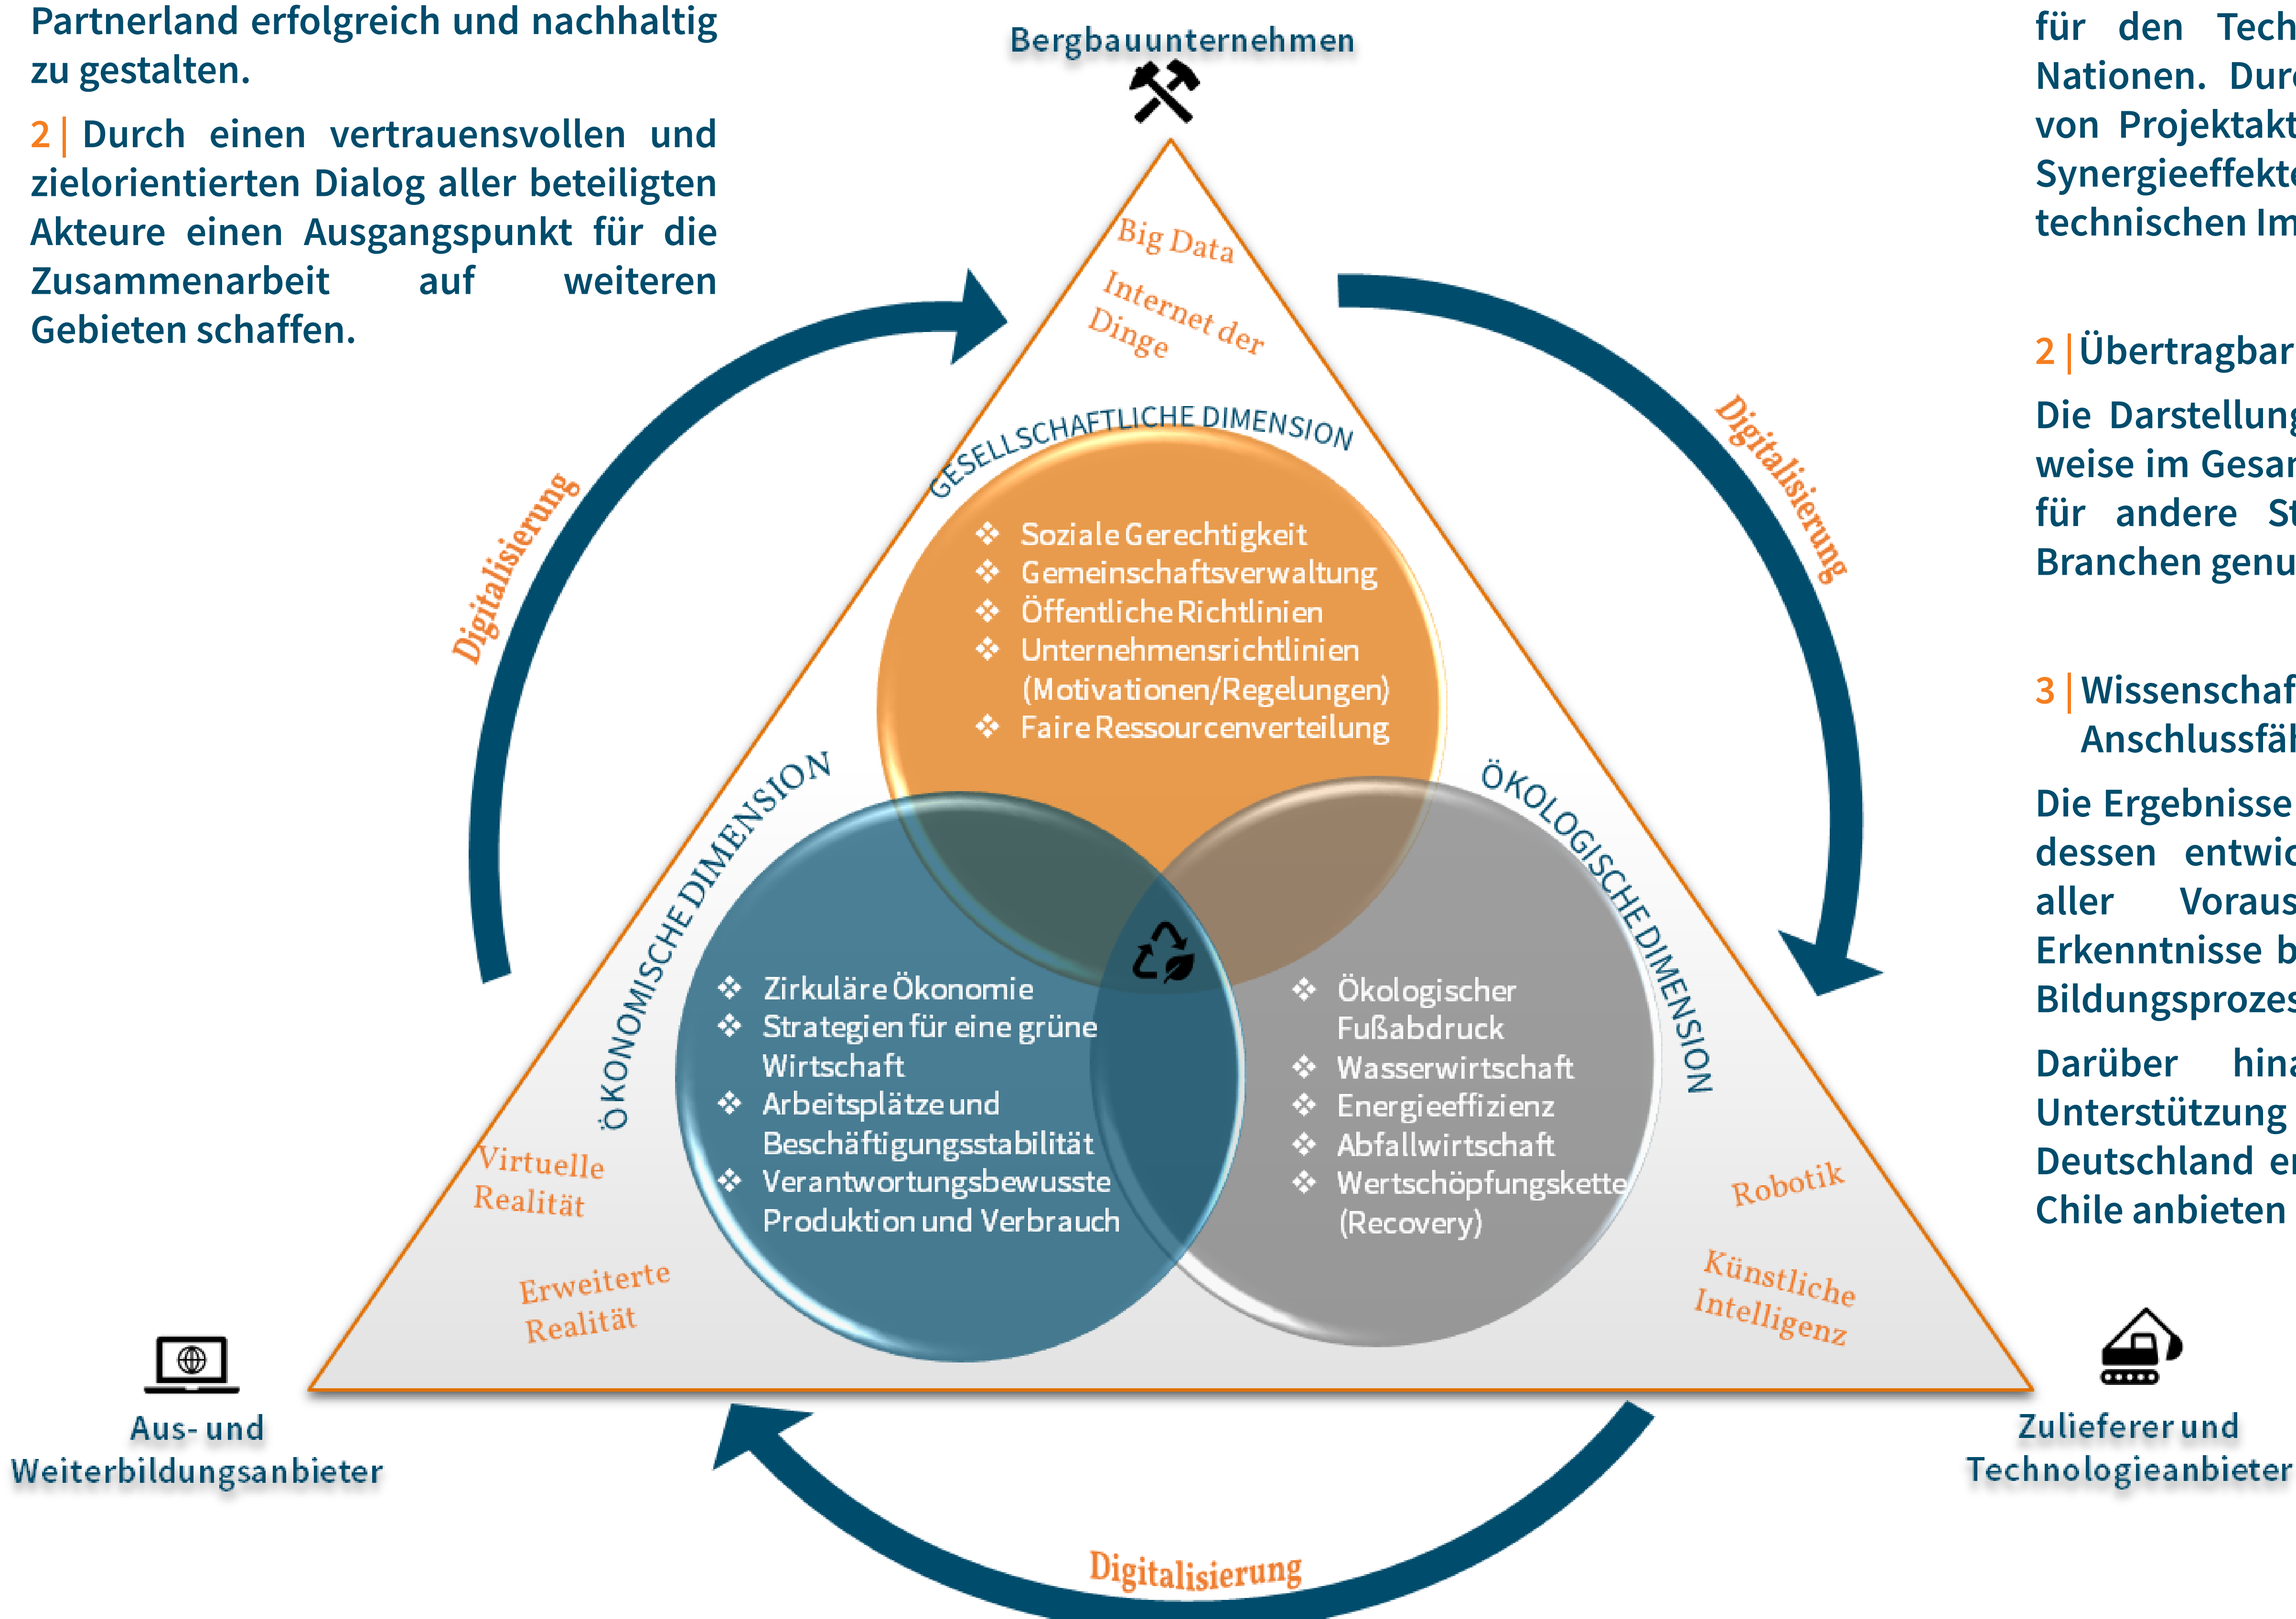 Partnerland erfolgreich und nachhaltig
zu gestalten.
2 | Durch einen vertrauensvollen und
zielorientierten Dialog aller beteiligten
Akteure einen Ausgangspunkt für die
Zusammenarbeit auf weiteren
Gebieten schaffen.
Bergbauunternehmen
Big Data
Internet der
Dinge
Digitalisierung
Digitalisierung
GESELLSCHAFTLICHE DIMENSION
❖ Soziale Gerechtigkeit
❖ Gemeinschaftsverwaltung
❖ Öffentliche Richtlinien
❖ Unternehmensrichtlinien
(Motivationen/Regelungen)
❖ Faire Ressourcenverteilung
ÖKONOMISCHE DIMENSION
❖ Zirkuläre Ökonomie
❖ Strategien für eine grüne
Wirtschaft
❖ Arbeitsplätze und
Beschäftigungsstabilität
❖ Verantwortungsbewusste
Produktion und Verbrauch
ÖKOLOGISCHE DIMENSION
❖ Ökologischer
Fußabdruck
❖ Wasserwirtschaft
❖ Energieeffizienz
❖ Abfallwirtschaft
❖ Wertschöpfungskette
(Recovery)
Virtuelle
Realität
Erweiterte
Realität
Robotik
Künstliche
Intelligenz
Aus- und
Weiterbildungsanbieter
Zulieferer und
Technologieanbieter
Digitalisierung
für den Tech
Nationen. Dur
von Projektakt
Synergieeffekt
technischen Im
2 | Übertragbar
Die Darstellung
weise im Gesa
für andere St
Branchen genu
3 | Wissenschaf
Anschlussfäh
Die Ergebnisse
dessen entwic
aller Voraus
Erkenntnisse b
Bildungsprozes
Darüber hina
Unterstützung
Deutschland er
Chile anbieten